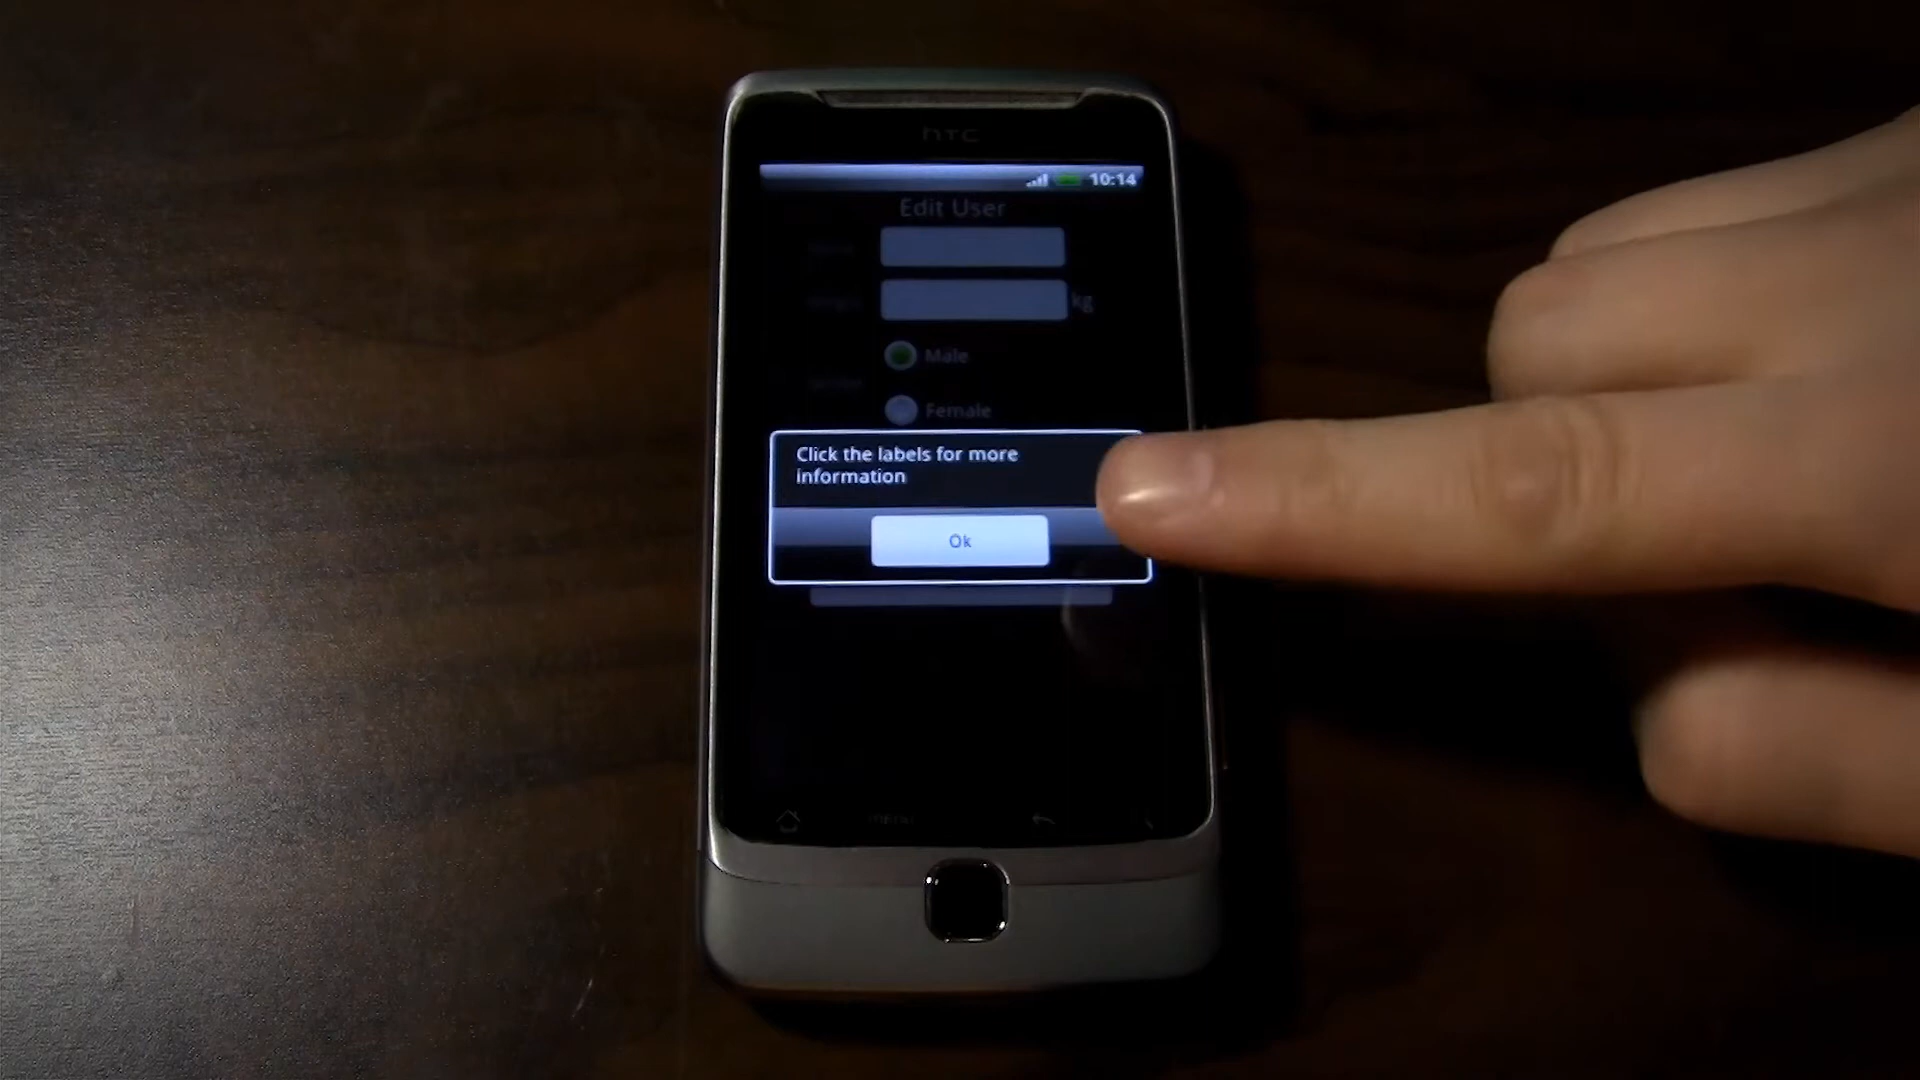 hTC
10:14
Edit User
kg
Male
Female
Click the labels for more
information
Ok
MENU